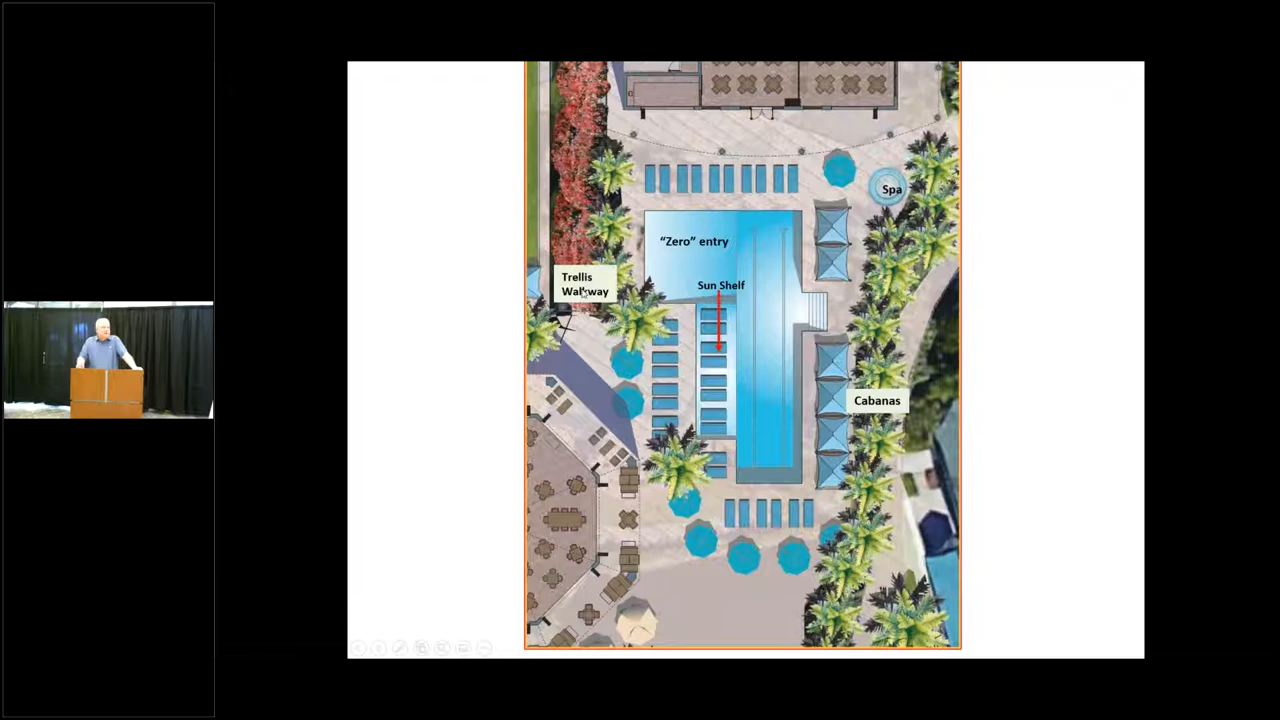 Spa
“Zero” entry
Trellis
Walkway
Sun Shelf
Cabanas